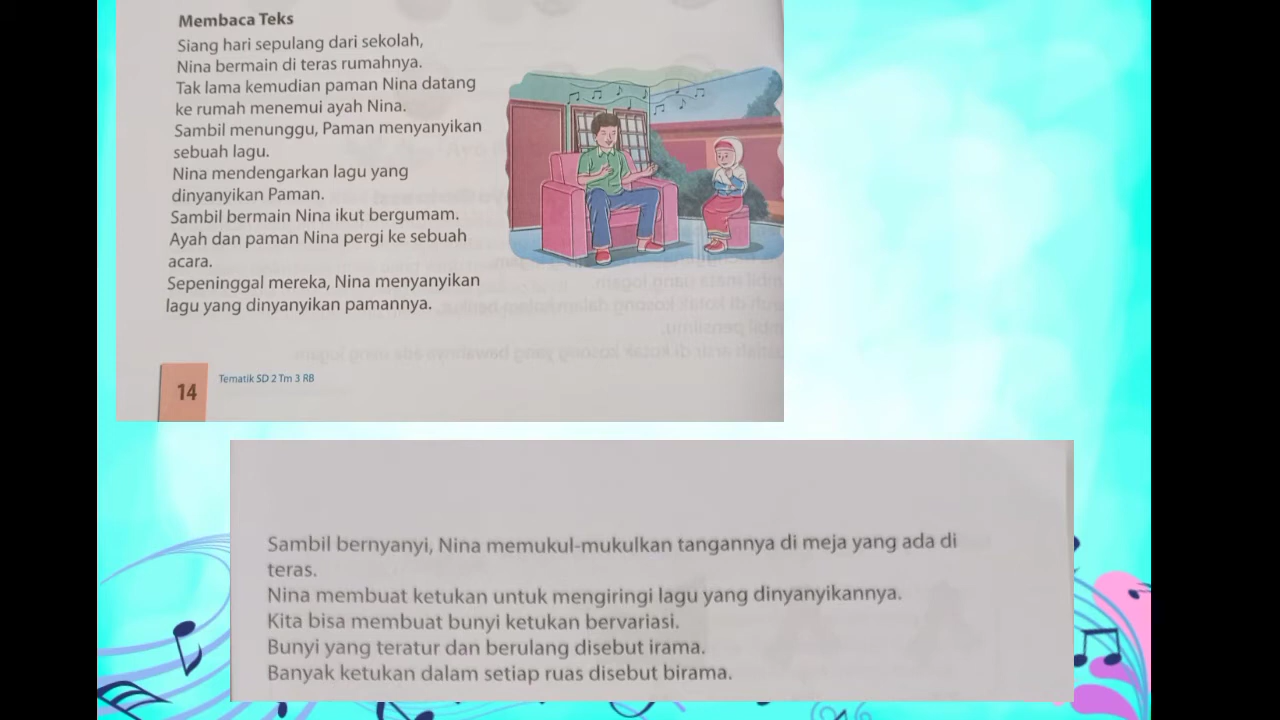 Membaca Teks
Siang hari sepulang dari sekolah,
Nina bermain di teras rumahnya.
Tak lama kemudian paman Nina datang
ke rumah menemui ayah Nina.
Sambil menunggu, Paman menyanyikan
sebuah lagu.
Nina mendengarkan lagu yang
dinyanyikan Paman.
Sambil bermain Nina ikut bergumam.
Ayah dan paman Nina pergi ke sebuah
acara.
Sepeninggal mereka, Nina menyanyikan
lagu yang dinyanyikan pamannya.
14
Tematik SD 2 Tm 3 RB
Sambil bernyanyi, Nina memukul-mukulkan tangannya di meja yang ada di
teras.
Nina membuat ketukan untuk mengiringi lagu yang dinyanyikannya.
Kita bisa membuat bunyi ketukan bervariasi.
Bunyi yang teratur dan berulang disebut irama.
Banyak ketukan dalam setiap ruas disebut birama.